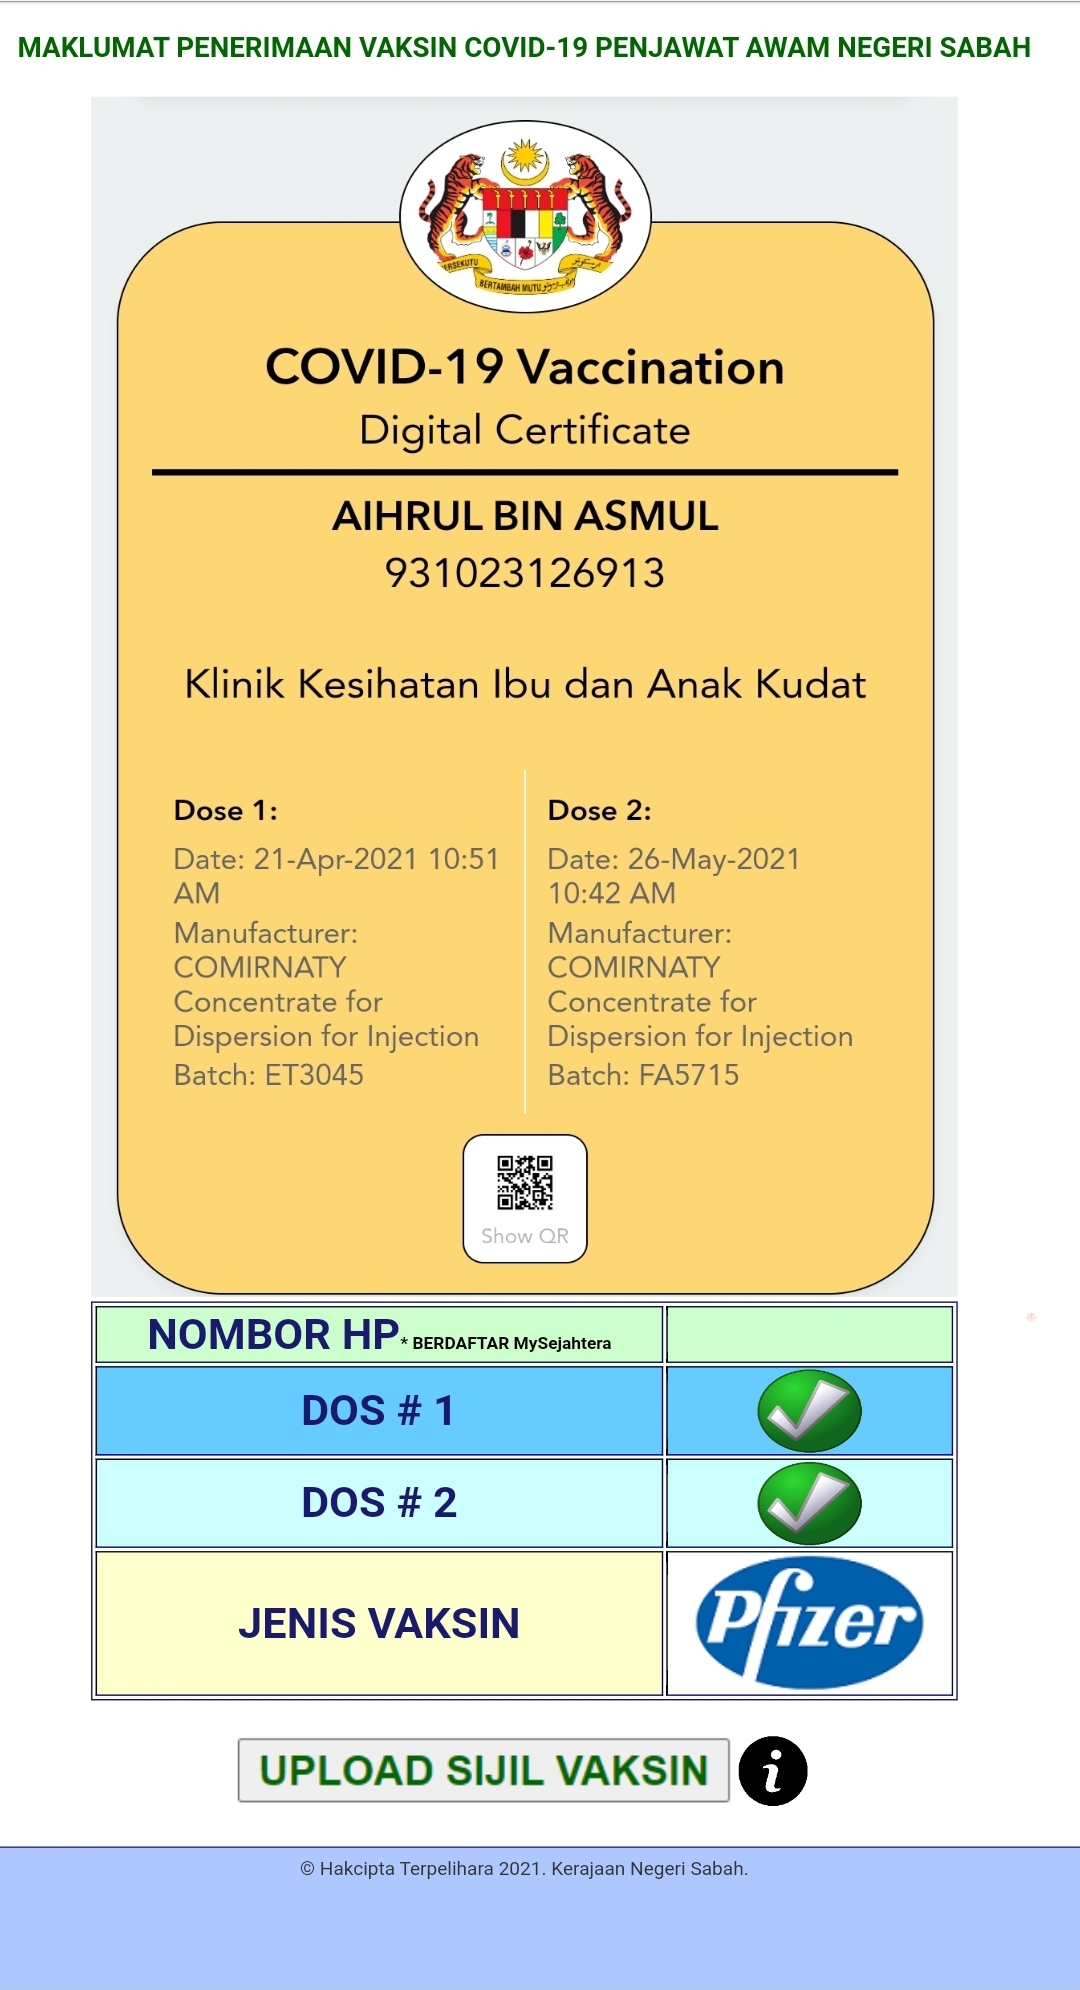 MAKLUMAT PENERIMAAN VAKSIN COVID-19 PENJAWAT AWAM NEGERI SABAH
BERTAMBAH MUTU
COVID-19 Vaccination
Digital Certificate
AIHRUL BIN ASMUL
931023126913
Klinik Kesihatan Ibu dan Anak Kudat
Dose 1:
Date: 21-Apr-2021 10:51
AM
Manufacturer:
COMIRNATY
Concentrate for
Dispersion for Injection
Batch: ET3045
Dose 2:
Date: 26-May-2021
10:42 AM
Manufacturer:
COMIRNATY
Concentrate for
Dispersion for Injection
Batch: FA5715
Show QR
NOMBOR HP* BERDAFTAR MySejahtera
DOS # 1
DOS # 2
JENIS VAKSIN
Pfizer
UPLOAD SIJIL VAKSIN
i
© Hakcipta Terpelihara 2021. Kerajaan Negeri Sabah.